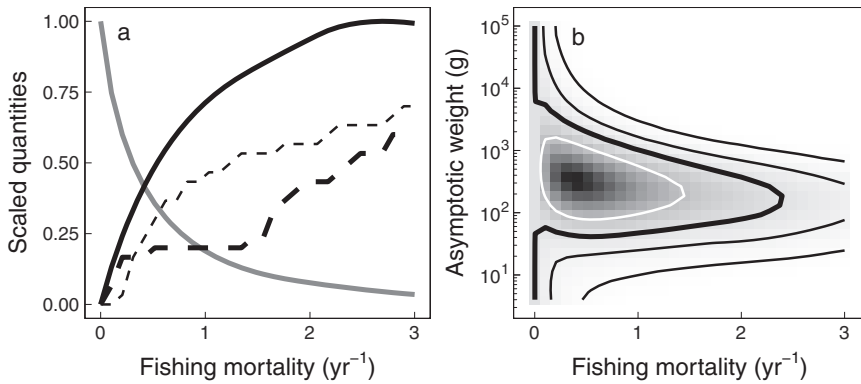 a
1.00
0.75
0.50
0.25
0.00
Scaled quantities
0 1 2 3
Fishing mortality (yr⁻¹)
b
10⁵
10⁴
10³
10²
10¹
Asymptotic weight (g)
0 1 2 3
Fishing mortality (yr⁻¹)